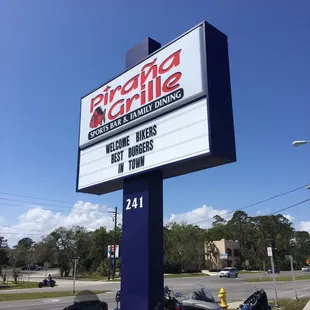 Piraña
Grille
SPORTS BAR & FAMILY DINING
WELCOME BIKERS
BEST BURGERS
IN TOWN
241